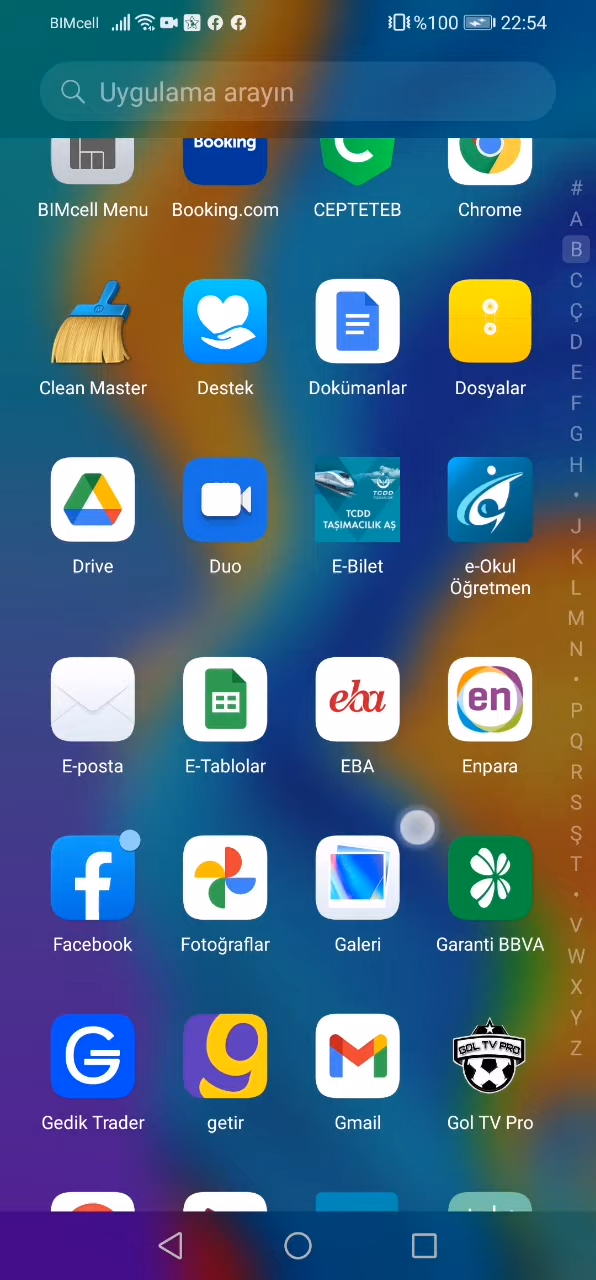 BIMcell %100 22:54
Uygulama arayın
Booking
BIMcell Menu Booking.com CEPTETEB Chrome
Clean Master Destek Dokümanlar Dosyalar
TCDD
TAŞIMACILIK AŞ
Drive Duo E-Bilet e-Okul
Öğretmen
eba en
E-posta E-Tablolar EBA Enpara
Facebook Fotoğraflar Galeri Garanti BBVA
GOL TV PRO
Gedik Trader getir Gmail Gol TV Pro
#
A
B
C
Ç
D
E
F
G
H
J
K
L
M
N
P
Q
R
S
Ş
T
V
W
X
Y
Z